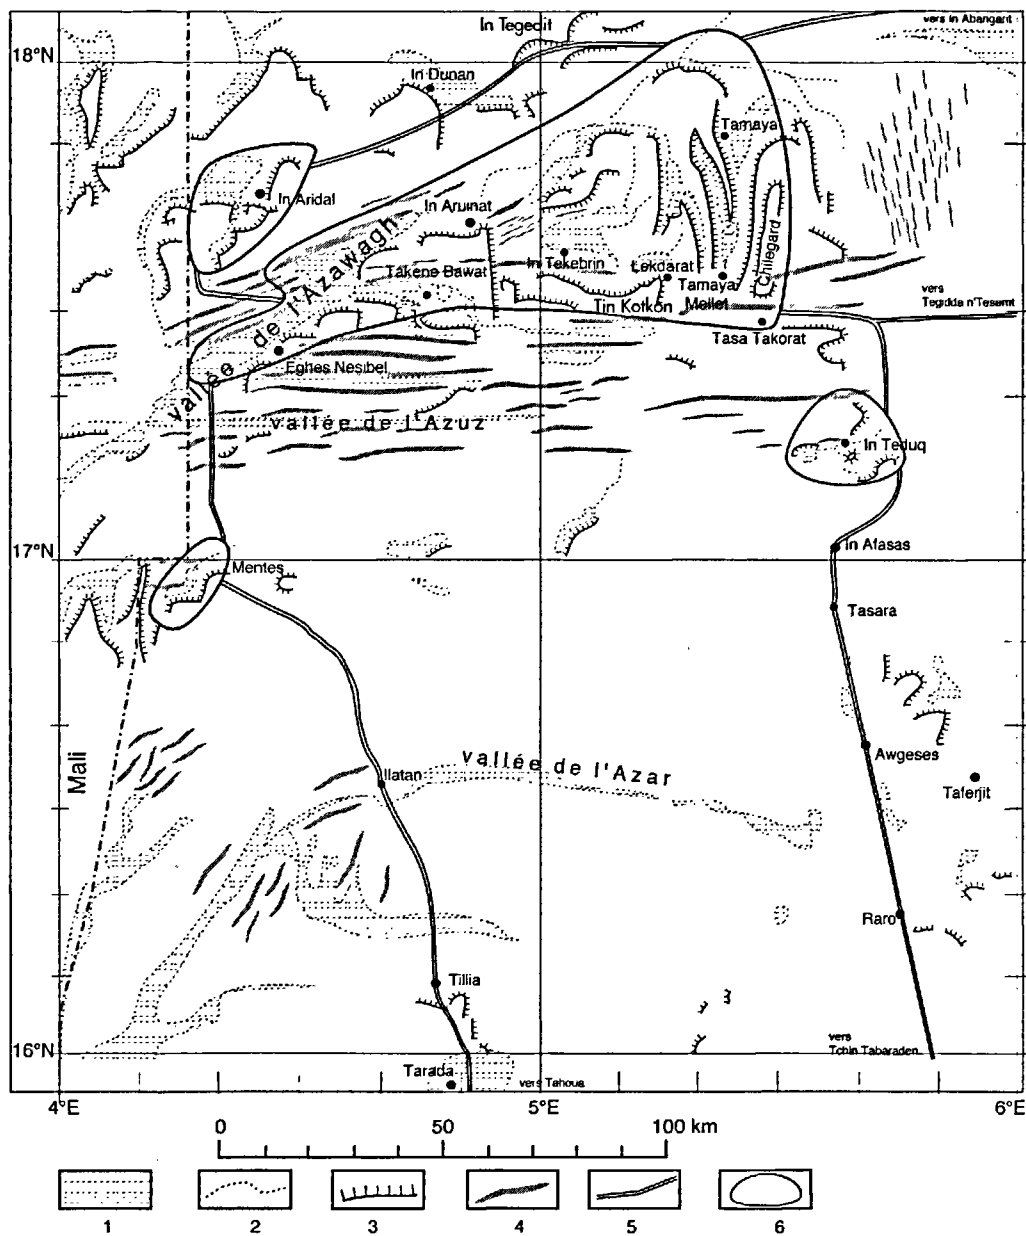 vers In Abangarit
In Tegedit
18°N
In Dunan
Tamaya
In Aridal
In Aruinat
Chilegard
vallée de l'Azawagh
Takene Bawat
In Tekebrin
Lekdarat
Tamaya
Mellet
Tin Kotkon
vers
Tegidda n'Tesemt
Tasa Takorat
Eghes Nesibel
vallée de l'Azuz
In Teduq
In Afasas
17°N
Mentes
Tasara
Mali
vallée de l'Azar
Ilatan
Awgeses
Taferjit
Raro
Tillia
vers
Tchin Tabaraden
16°N
Tarada
vers Tahoua
4°E
5°E
6°E
0
50
100 km
1
2
3
4
5
6